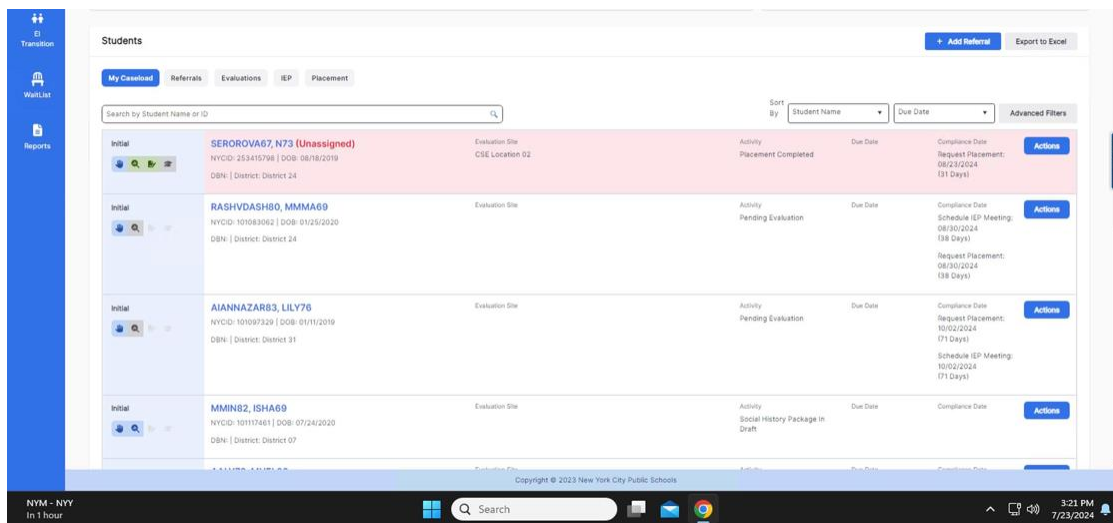 EI
Transition
WaitList
Reports
Students
+ Add Referral
Export to Excel
My Caseload
Referrals
Evaluations
IEP
Placement
Search by Student Name or ID
Sort By
Student Name
Due Date
Advanced Filters
Initial
SEROROVA67, N73 (Unassigned)
NYCID: 253415798 | DOB: 08/18/2019
DBN: | District: District 24
Evaluation Site
CSE Location 02
Activity
Placement Completed
Due Date
Compliance Date
Request Placement:
08/23/2024
(31 Days)
Actions
Initial
RASHVDASH80, MMMA69
NYCID: 101083062 | DOB: 01/25/2020
DBN: | District: District 24
Evaluation Site
Activity
Pending Evaluation
Due Date
Compliance Date
Schedule IEP Meeting:
08/30/2024
(38 Days)
Request Placement:
08/30/2024
(38 Days)
Actions
Initial
AIANNAZAR83, LILY76
NYCID: 101097329 | DOB: 01/11/2019
DBN: | District: District 31
Evaluation Site
Activity
Pending Evaluation
Due Date
Compliance Date
Request Placement:
10/02/2024
(71 Days)
Schedule IEP Meeting:
10/02/2024
(71 Days)
Actions
Initial
MMIN82, ISHA69
NYCID: 101117461 | DOB: 07/24/2020
DBN: | District: District 07
Evaluation Site
Activity
Social History Package in
Draft
Due Date
Compliance Date
Actions
Copyright © 2023 New York City Public Schools
NYM - NYY
In 1 hour
Search
3:21 PM
7/23/2024